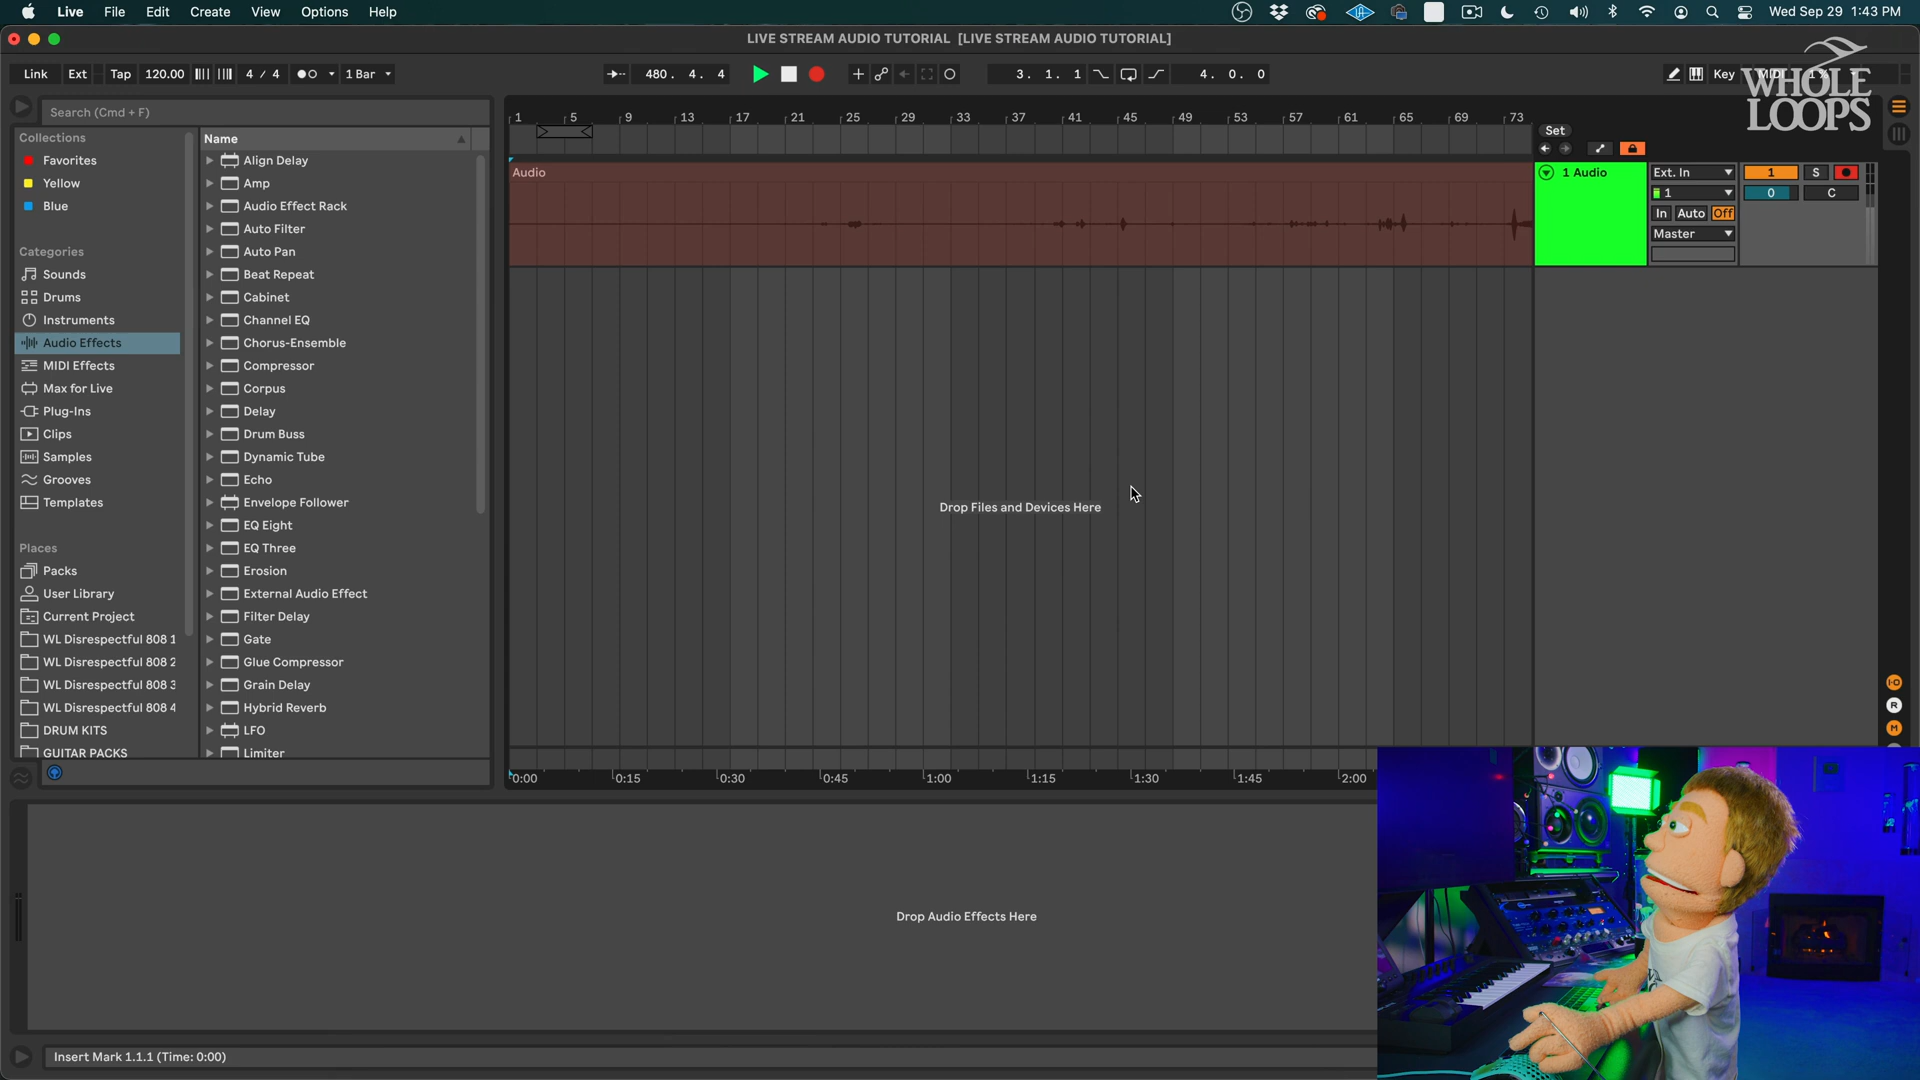 Live File Edit Create View Options Help
Wed Sep 29 1:43 PM
LIVE STREAM AUDIO TUTORIAL [LIVE STREAM AUDIO TUTORIAL]
Link Ext Tap 120.00 4 / 4 1 Bar 480. 4. 4 3. 1. 1 4. 0. 0 Key MIDI
WHOLE
LOOPS
Search (Cmd + F)
Collections
Favorites
Yellow
Blue
Categories
Sounds
Drums
Instruments
Audio Effects
MIDI Effects
Max for Live
Plug-Ins
Clips
Samples
Grooves
Templates
Places
Packs
User Library
Current Project
WL Disrespectful 808 1
WL Disrespectful 808 2
WL Disrespectful 808 3
WL Disrespectful 808 4
DRUM KITS
GUITAR PACKS
Name
Align Delay
Amp
Audio Effect Rack
Auto Filter
Auto Pan
Beat Repeat
Cabinet
Channel EQ
Chorus-Ensemble
Compressor
Corpus
Delay
Drum Buss
Dynamic Tube
Echo
Envelope Follower
EQ Eight
EQ Three
Erosion
External Audio Effect
Filter Delay
Gate
Glue Compressor
Grain Delay
Hybrid Reverb
LFO
Limiter
1 5 9 13 17 21 25 29 33 37 41 45 49 53 57 61 65 69 73
Set
Audio
1 Audio
Ext. In
1
In Auto Off
Master
1 S
0 C
Drop Files and Devices Here
I·O
R
M
0:00 0:15 0:30 0:45 1:00 1:15 1:30 1:45 2:00
Drop Audio Effects Here
Insert Mark 1.1.1 (Time: 0:00)